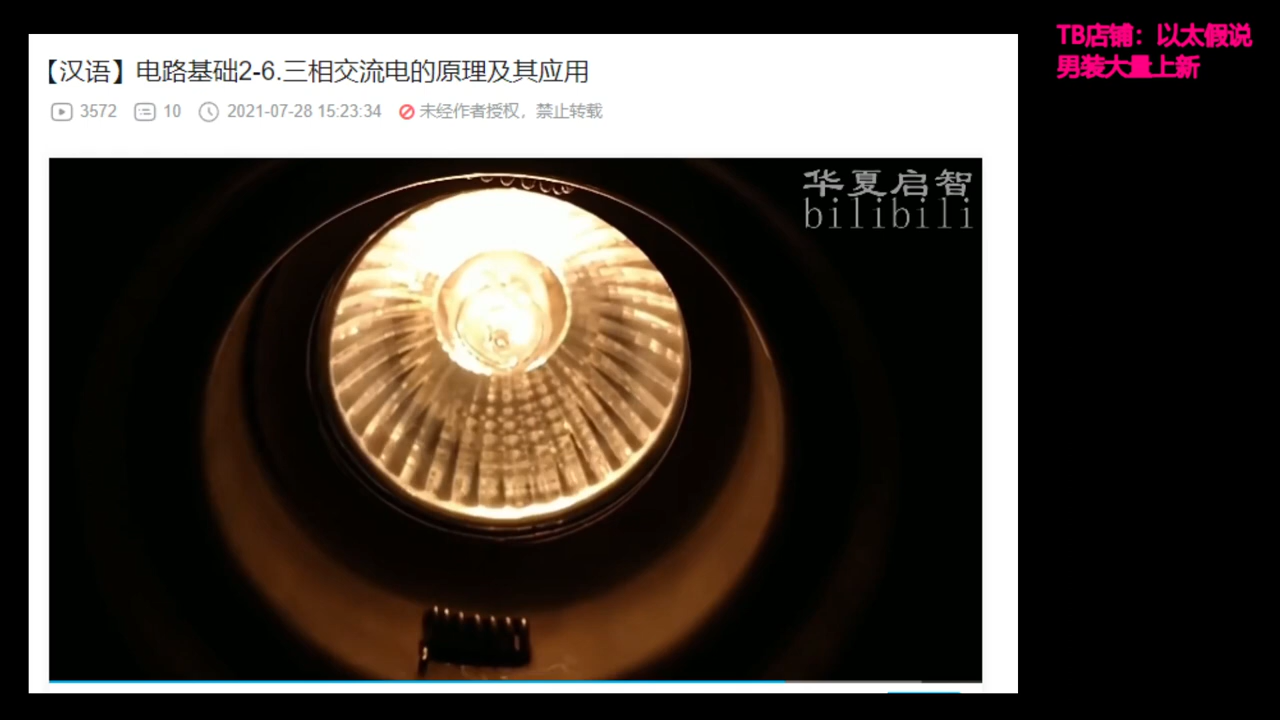 TB店铺：以太假说
男装大量上新
【汉语】电路基础2-6.三相交流电的原理及其应用
3572 10 2021-07-28 15:23:34 未经作者授权，禁止转载
华夏启智
bilibili